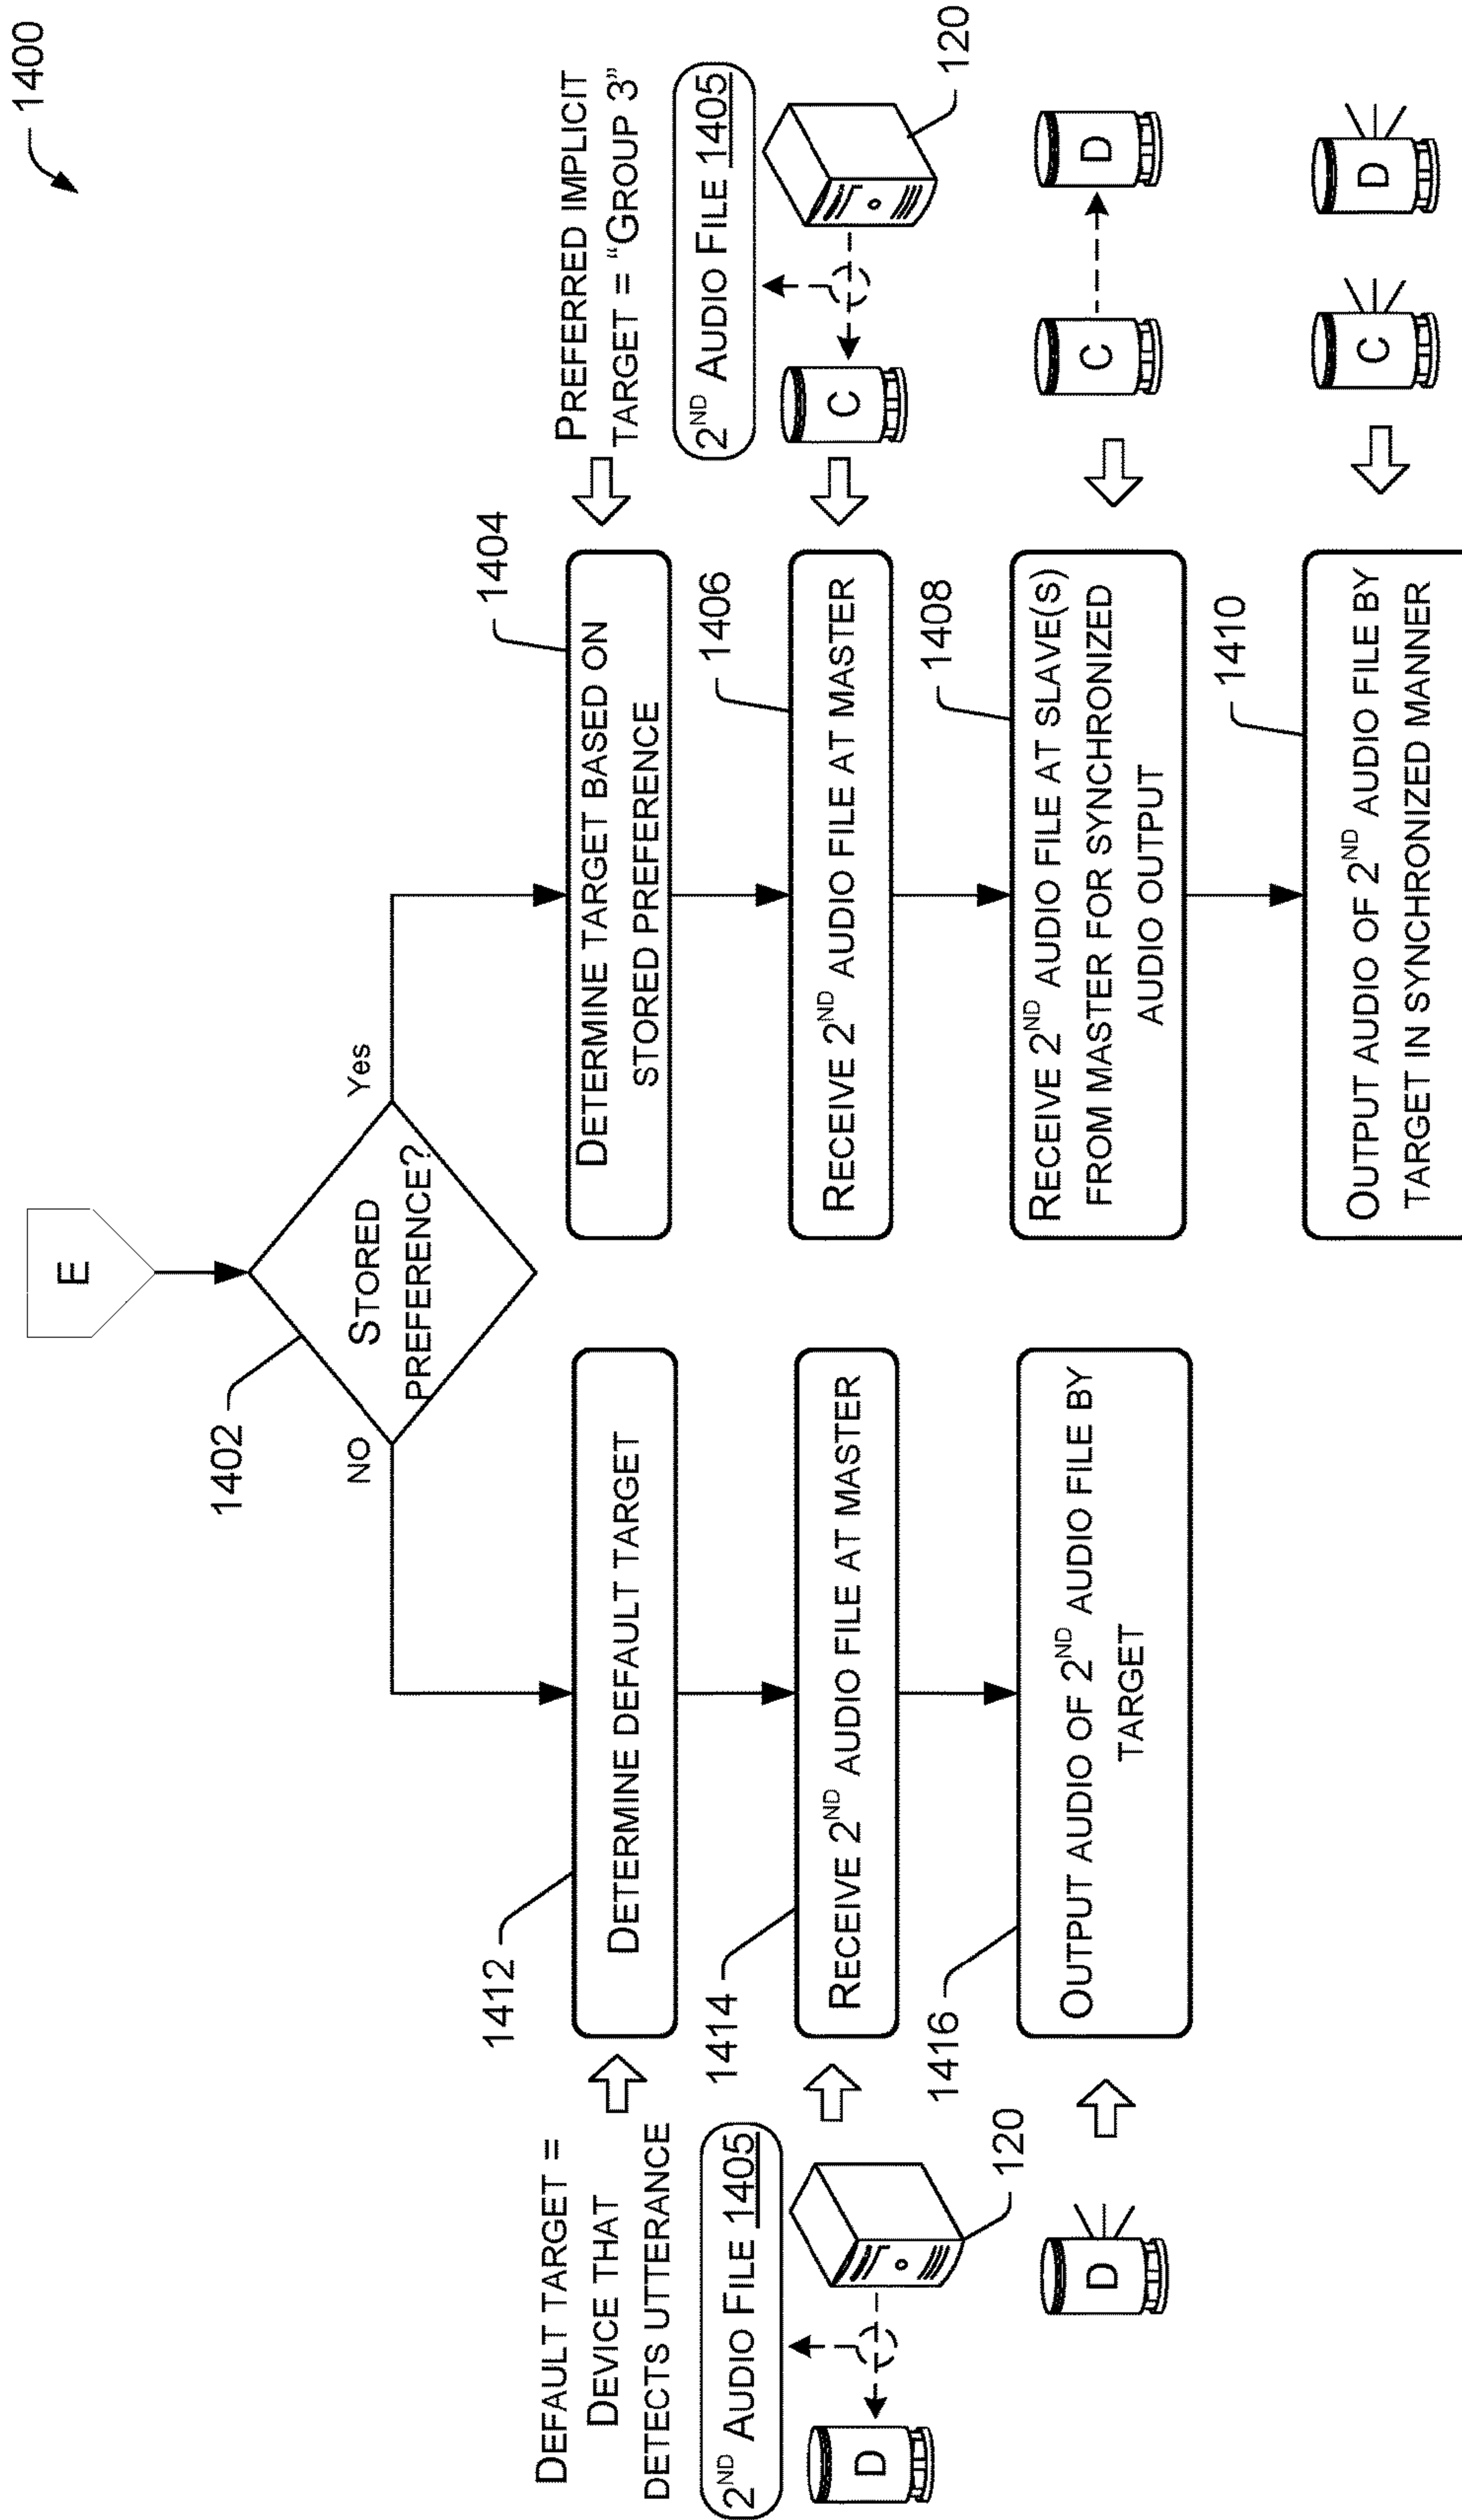 1400
E
1402
STORED
PREFERENCE?
NO
Yes
DEFAULT TARGET =
DEVICE THAT
DETECTS UTTERANCE
1412
DETERMINE DEFAULT TARGET
2ND AUDIO FILE 1405
D
120
1414
RECEIVE 2ND AUDIO FILE AT MASTER
D
1416
OUTPUT AUDIO OF 2ND AUDIO FILE BY
TARGET
1404
DETERMINE TARGET BASED ON
STORED PREFERENCE
PREFERRED IMPLICIT
TARGET = “GROUP 3”
1406
RECEIVE 2ND AUDIO FILE AT MASTER
2ND AUDIO FILE 1405
C
120
1408
RECEIVE 2ND AUDIO FILE AT SLAVE(S)
FROM MASTER FOR SYNCHRONIZED
AUDIO OUTPUT
C
D
1410
OUTPUT AUDIO OF 2ND AUDIO FILE BY
TARGET IN SYNCHRONIZED MANNER
C
D